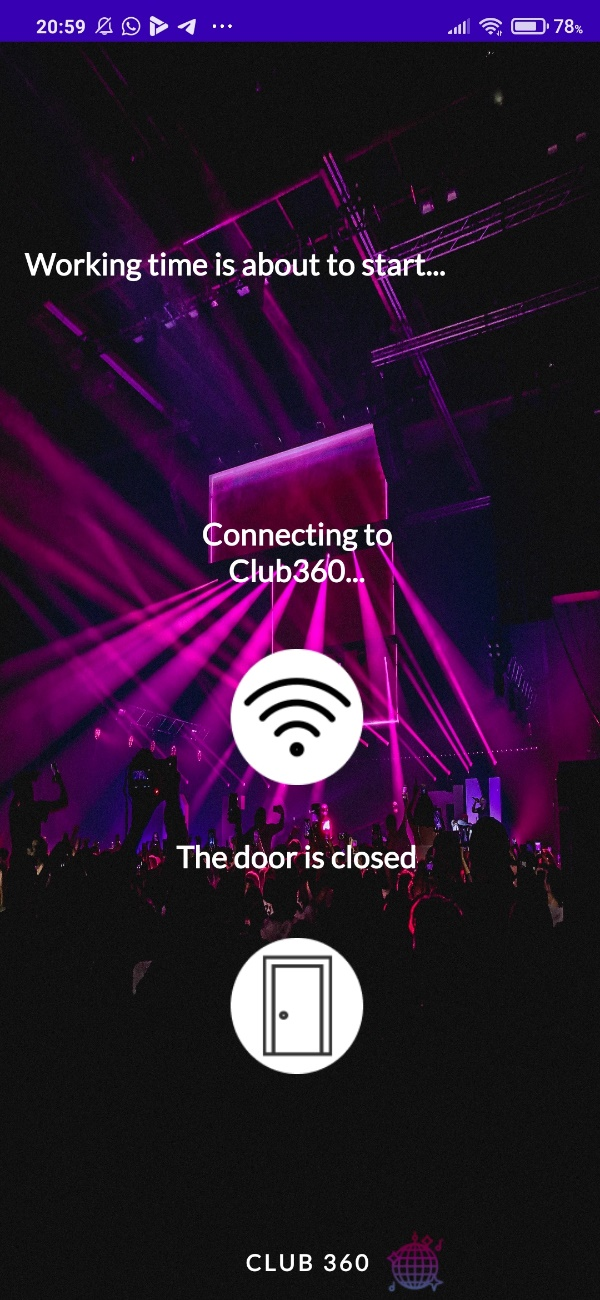 20:59
78%
Working time is about to start...
Connecting to
Club360...
The door is closed
CLUB 360